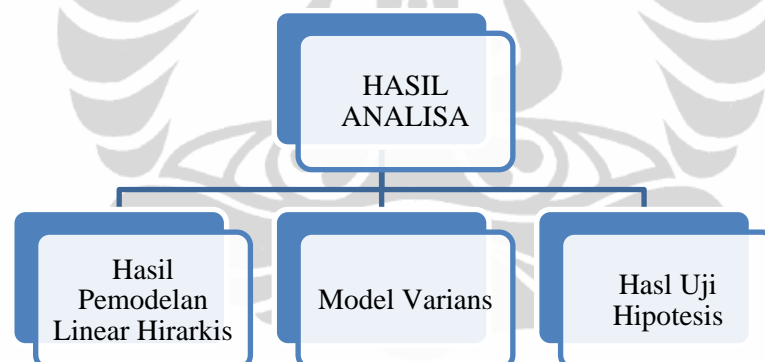 HASIL
ANALISA
Hasil
Pemodelan
Linear Hirarkis
Model Varians
Hasl Uji
Hipotesis